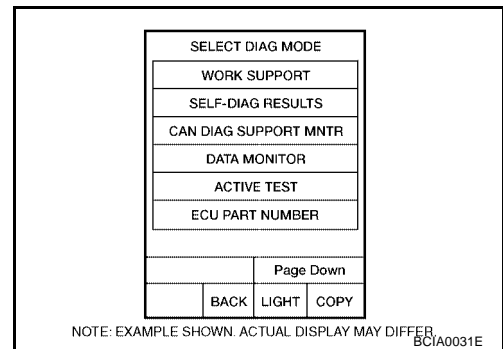 SELECT DIAG MODE
WORK SUPPORT
SELF-DIAG RESULTS
CAN DIAG SUPPORT MNTR
DATA MONITOR
ACTIVE TEST
ECU PART NUMBER
Page Down
BACK LIGHT COPY
NOTE: EXAMPLE SHOWN. ACTUAL DISPLAY MAY DIFFER.
BCIA0031E